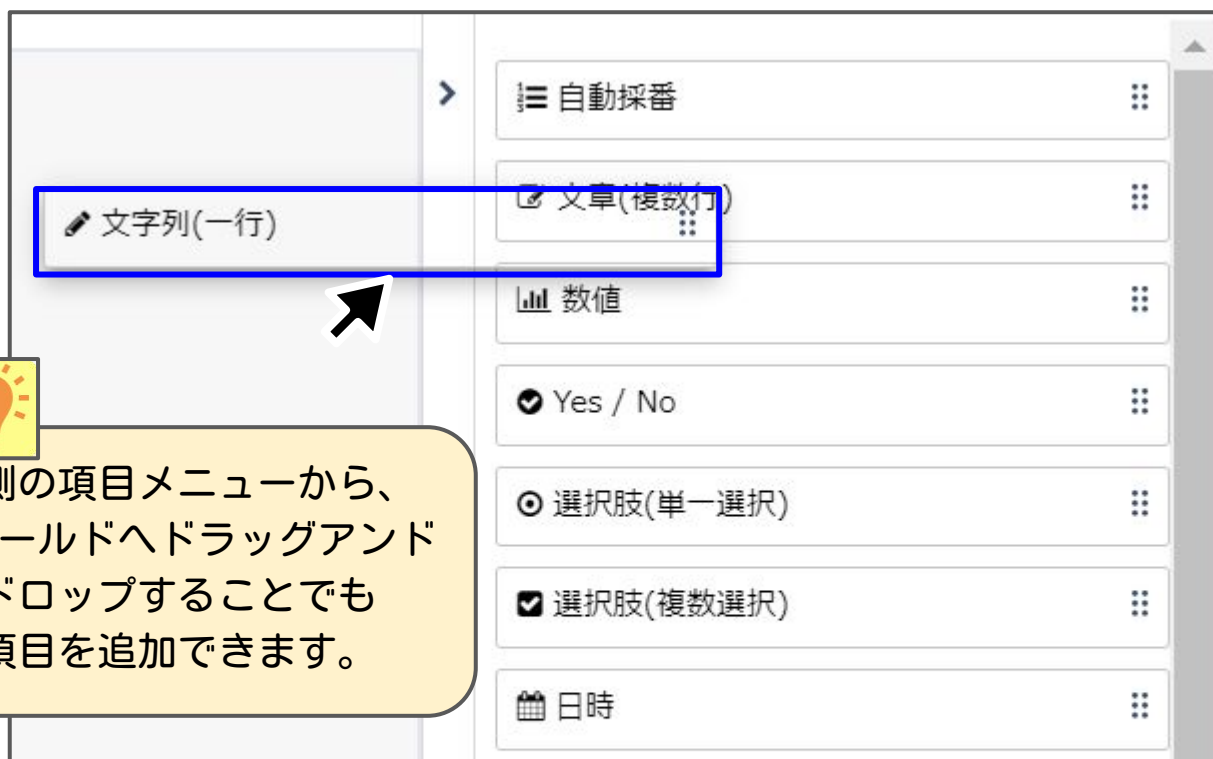 自動採番
文章(複数行)
文字列(一行)
数値
Yes / No
選択肢(単一選択)
選択肢(複数選択)
日時
側の項目メニューから、
ールドへドラッグアンド
ドロップすることでも
項目を追加できます。